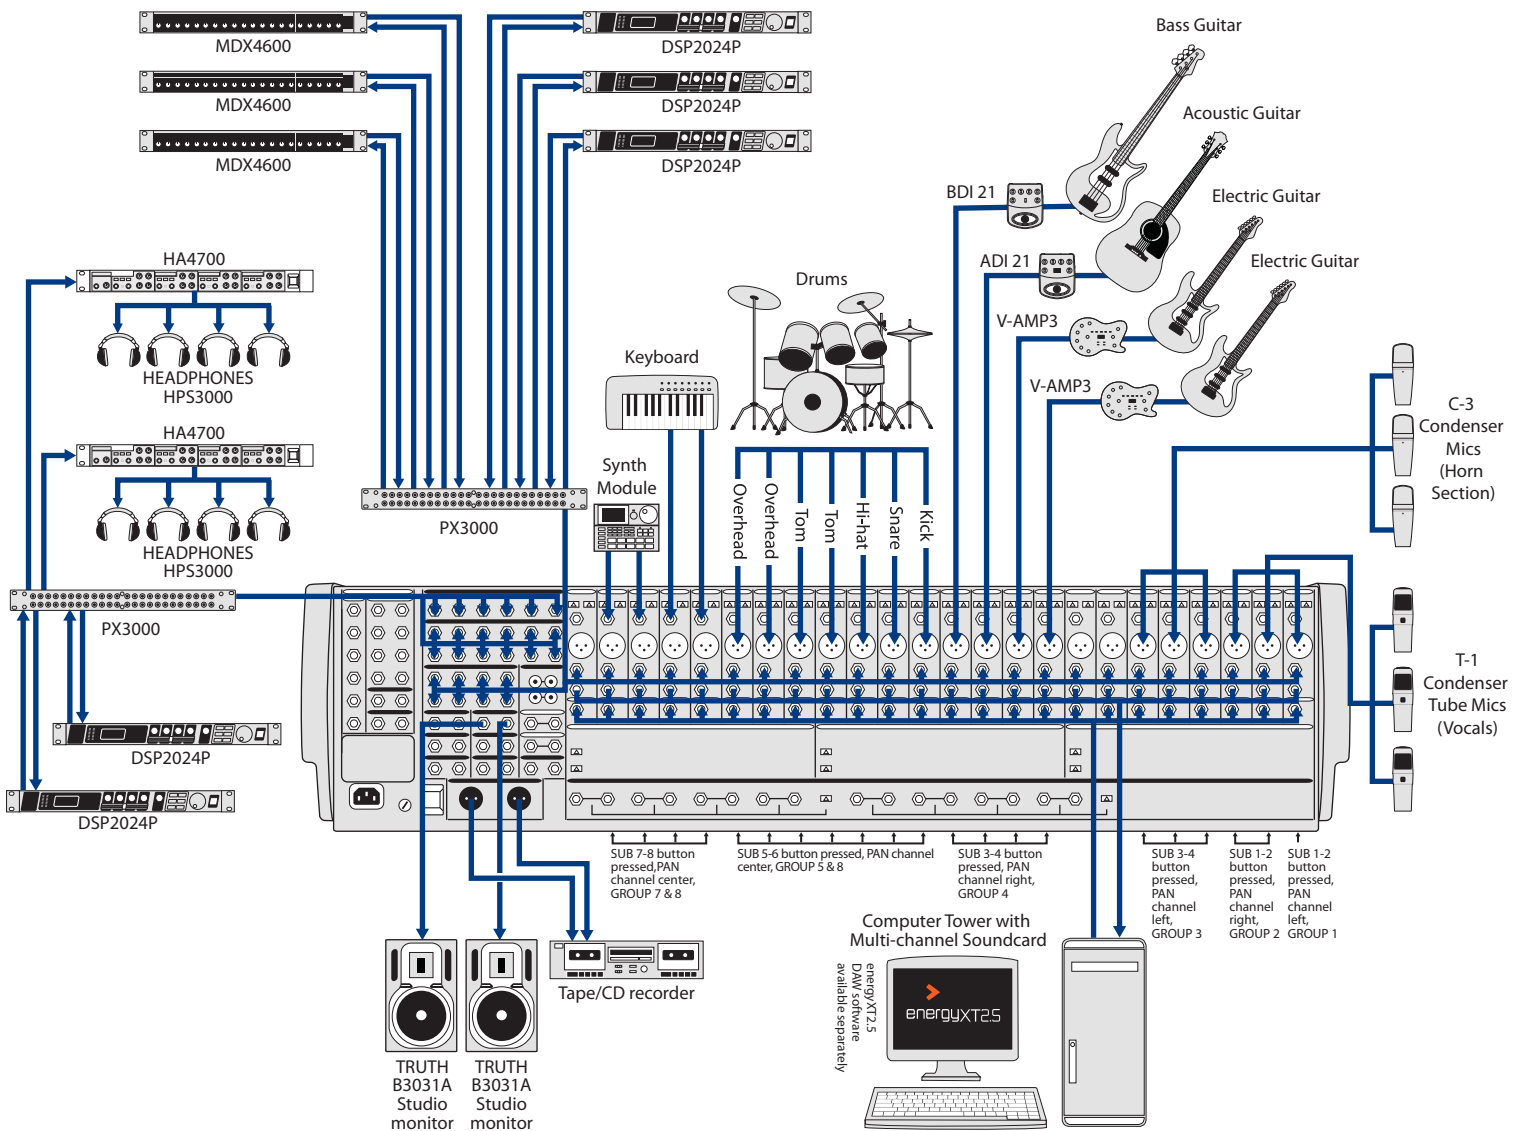 MDX4600
MDX4600
MDX4600
DSP2024P
DSP2024P
DSP2024P
Bass Guitar
Acoustic Guitar
Electric Guitar
Electric Guitar
BDI 21
ADI 21
V-AMP3
V-AMP3
HA4700
HEADPHONES
HPS3000
HA4700
HEADPHONES
HPS3000
PX3000
PX3000
DSP2024P
DSP2024P
Synth
Module
Keyboard
Drums
Overhead
Overhead
Tom
Tom
Hi-hat
Snare
Kick
C-3
Condenser
Mics
(Horn
Section)
T-1
Condenser
Tube Mics
(Vocals)
SUB 7-8 button
pressed,PAN
channel center,
GROUP 7 & 8
SUB 5-6 button pressed, PAN channel
center, GROUP 5 & 8
SUB 3-4 button
pressed, PAN
channel right,
GROUP 4
SUB 3-4
button
pressed,
PAN
channel
left,
GROUP 3
SUB 1-2
button
pressed,
PAN
channel
right,
GROUP 2
SUB 1-2
button
pressed,
PAN
channel
left,
GROUP 1
TRUTH
B3031A
Studio
monitor
TRUTH
B3031A
Studio
monitor
Tape/CD recorder
Computer Tower with
Multi-channel Soundcard
energyXT2.5
DAW software
available separately
energyXT2.5